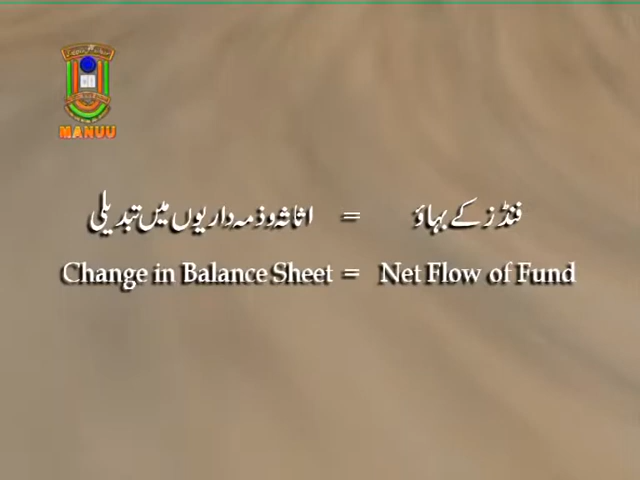 MANUU
فنڈز کے بہاؤ = اثاثہ و ذمہ داریوں میں تبدیلی
Change in Balance Sheet = Net Flow of Fund